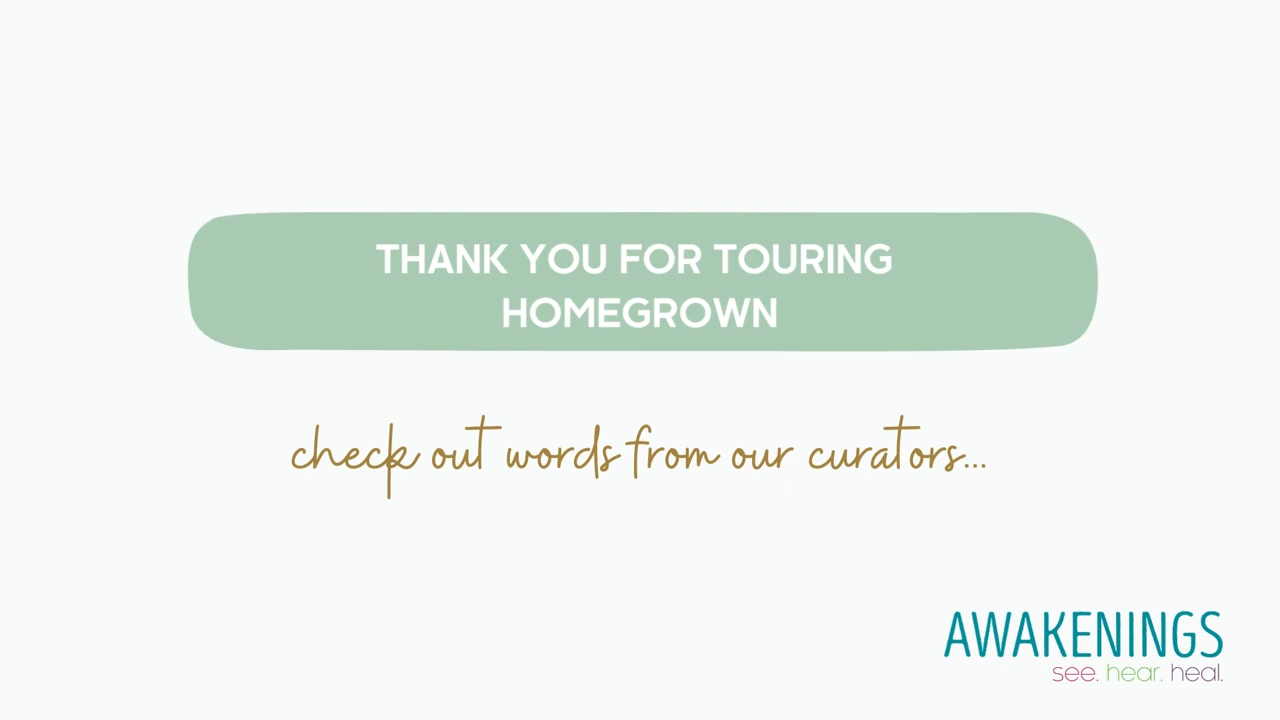 THANK YOU FOR TOURING
HOMEGROWN
check out words from our curators...
AWAKENINGS
see. hear. heal.